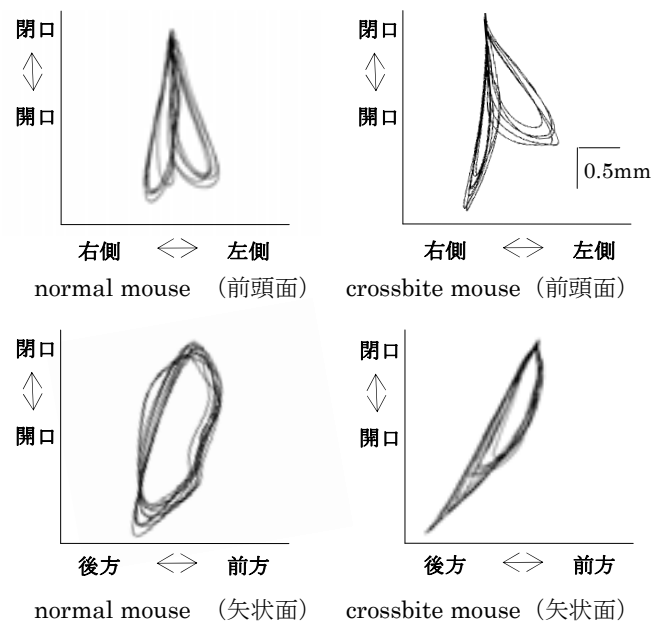 閉口
開口
右側
左側
normal mouse （前頭面）
閉口
開口
0.5mm
右側
左側
crossbite mouse（前頭面）
閉口
開口
後方
前方
normal mouse （矢状面）
閉口
開口
後方
前方
crossbite mouse（矢状面）